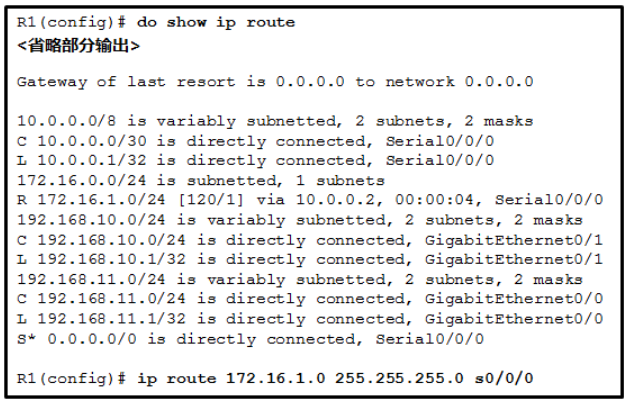 R1(config)# do show ip route
<省略部分输出>
Gateway of last resort is 0.0.0.0 to network 0.0.0.0
10.0.0.0/8 is variably subnetted, 2 subnets, 2 masks
C 10.0.0.0/30 is directly connected, Serial0/0/0
L 10.0.0.1/32 is directly connected, Serial0/0/0
172.16.0.0/24 is subnetted, 1 subnets
R 172.16.1.0/24 [120/1] via 10.0.0.2, 00:00:04, Serial0/0/0
192.168.10.0/24 is variably subnetted, 2 subnets, 2 masks
C 192.168.10.0/24 is directly connected, GigabitEthernet0/1
L 192.168.10.1/32 is directly connected, GigabitEthernet0/1
192.168.11.0/24 is variably subnetted, 2 subnets, 2 masks
C 192.168.11.0/24 is directly connected, GigabitEthernet0/0
L 192.168.11.1/32 is directly connected, GigabitEthernet0/0
S* 0.0.0.0/0 is directly connected, Serial0/0/0
R1(config)# ip route 172.16.1.0 255.255.255.0 s0/0/0